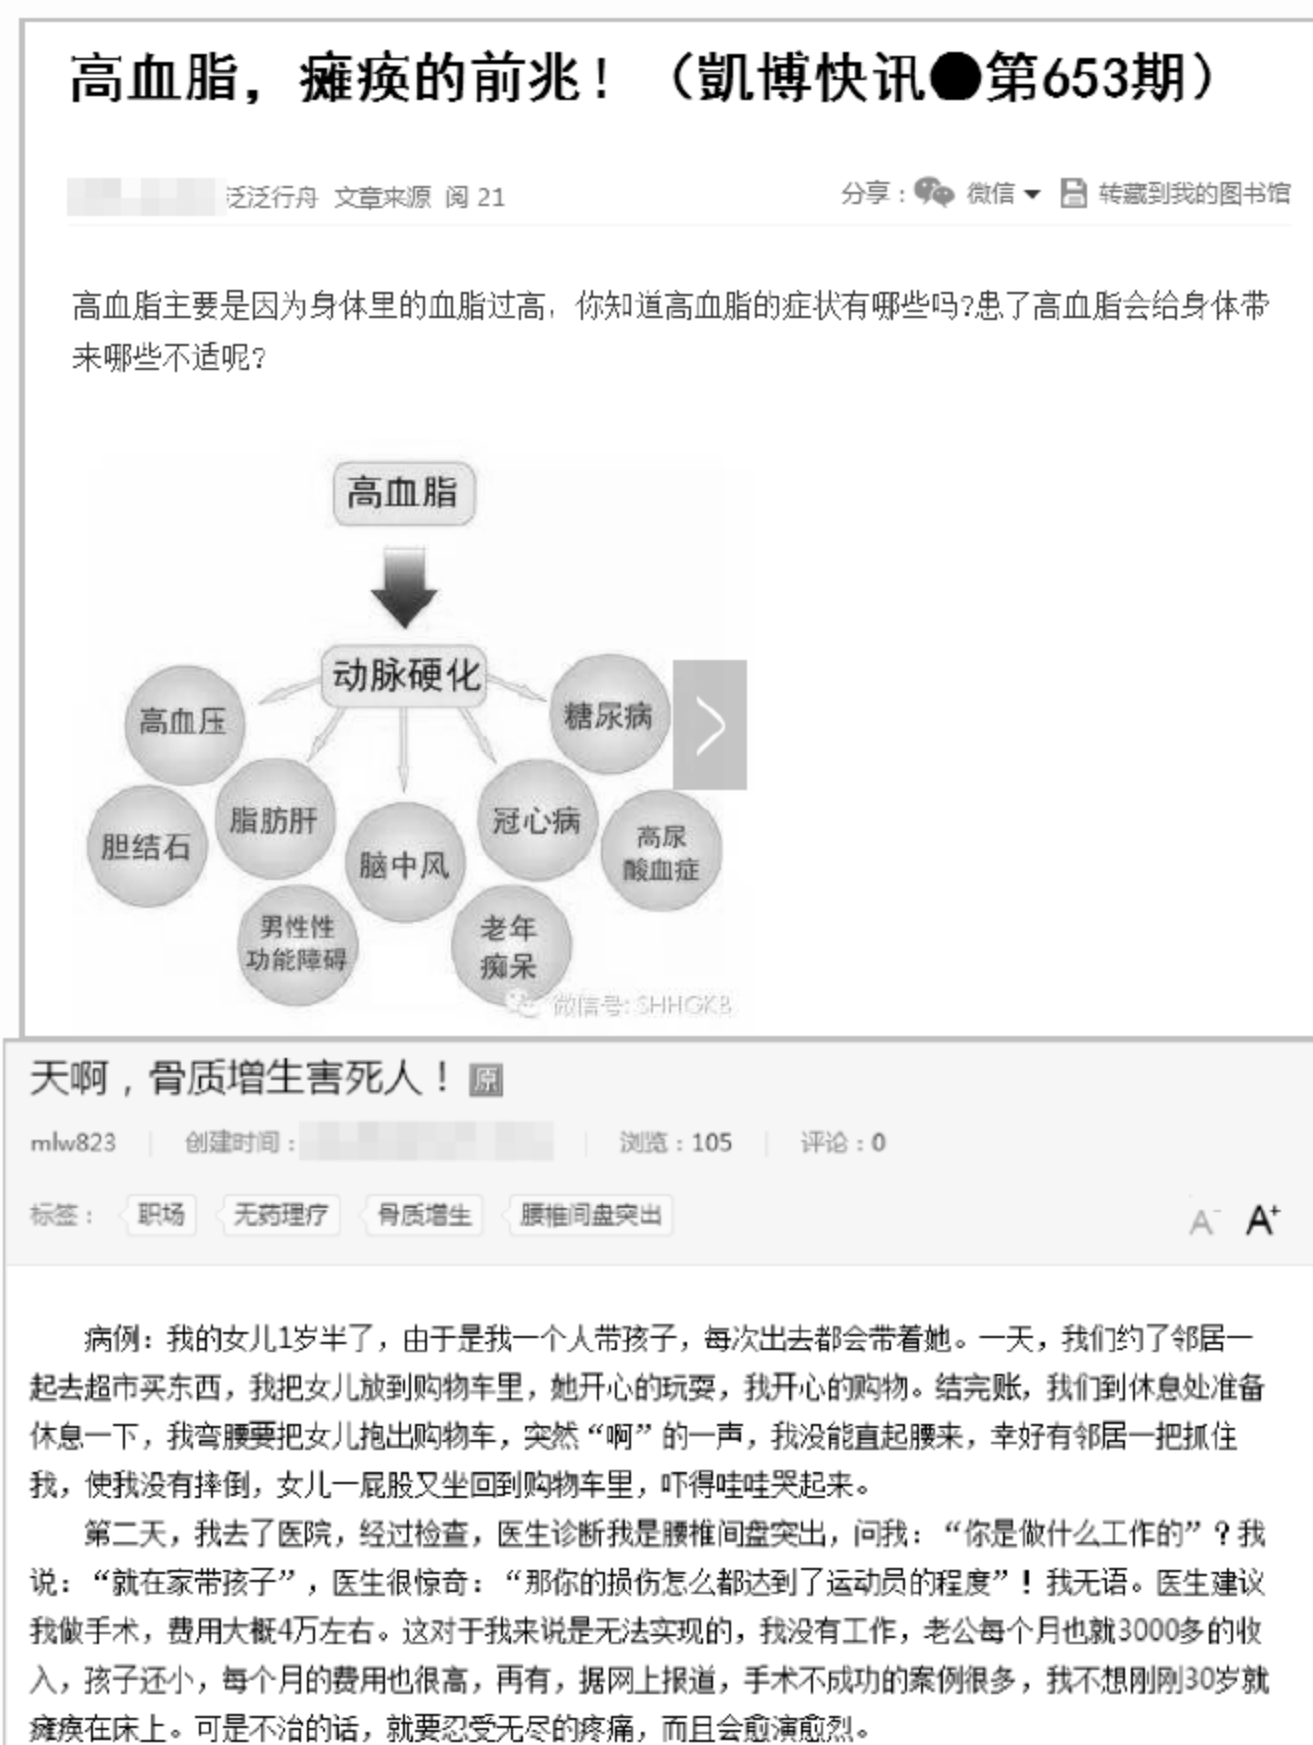 高血脂，瘫痪的前兆！（凱博快讯●第653期）
泛泛行舟 文章来源 阅 21
分享： 微信 转藏到我的图书馆
高血脂主要是因为身体里的血脂过高，你知道高血脂的症状有哪些吗?患了高血脂会给身体带
来哪些不适呢?
高血脂
动脉硬化
高血压
糖尿病
脂肪肝
冠心病
胆结石
脑中风
高尿
酸血症
男性性
功能障碍
老年
痴呆
微信号: SHHGKB
天啊，骨质增生害死人！ 原
mlw823 创建时间： 浏览：105 评论：0
标签： 职场 无药理疗 骨质增生 腰椎间盘突出
A- A+
病例：我的女儿1岁半了，由于是我一个人带孩子，每次出去都会带着她。一天，我们约了邻居一
起去超市买东西，我把女儿放到购物车里，她开心的玩耍，我开心的购物。结完账，我们到休息处准备
休息一下，我弯腰要把女儿抱出购物车，突然“啊”的一声，我没能直起腰来，幸好有邻居一把抓住
我，使我没有摔倒，女儿一屁股又坐回到购物车里，吓得哇哇哭起来。
第二天，我去了医院，经过检查，医生诊断我是腰椎间盘突出，问我：“你是做什么工作的”？我
说：“就在家带孩子”，医生很惊奇：“那你的损伤怎么都达到了运动员的程度”！我无语。医生建议
我做手术，费用大概4万左右。这对于我来说是无法实现的，我没有工作，老公每个月也就3000多的收
入，孩子还小，每个月的费用也很高，再有，据网上报道，手术不成功的案例很多，我不想刚刚30岁就
瘫痪在床上。可是不治的话，就要忍受无尽的疼痛，而且会愈演愈烈。